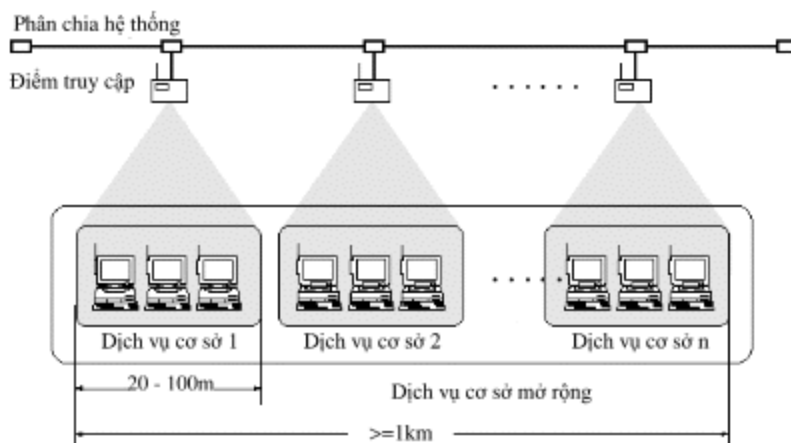 Phân chia hệ thống
Điểm truy cập
Dịch vụ cơ sở 1
Dịch vụ cơ sở 2
Dịch vụ cơ sở n
20 - 100m
Dịch vụ cơ sở mở rộng
>=1km